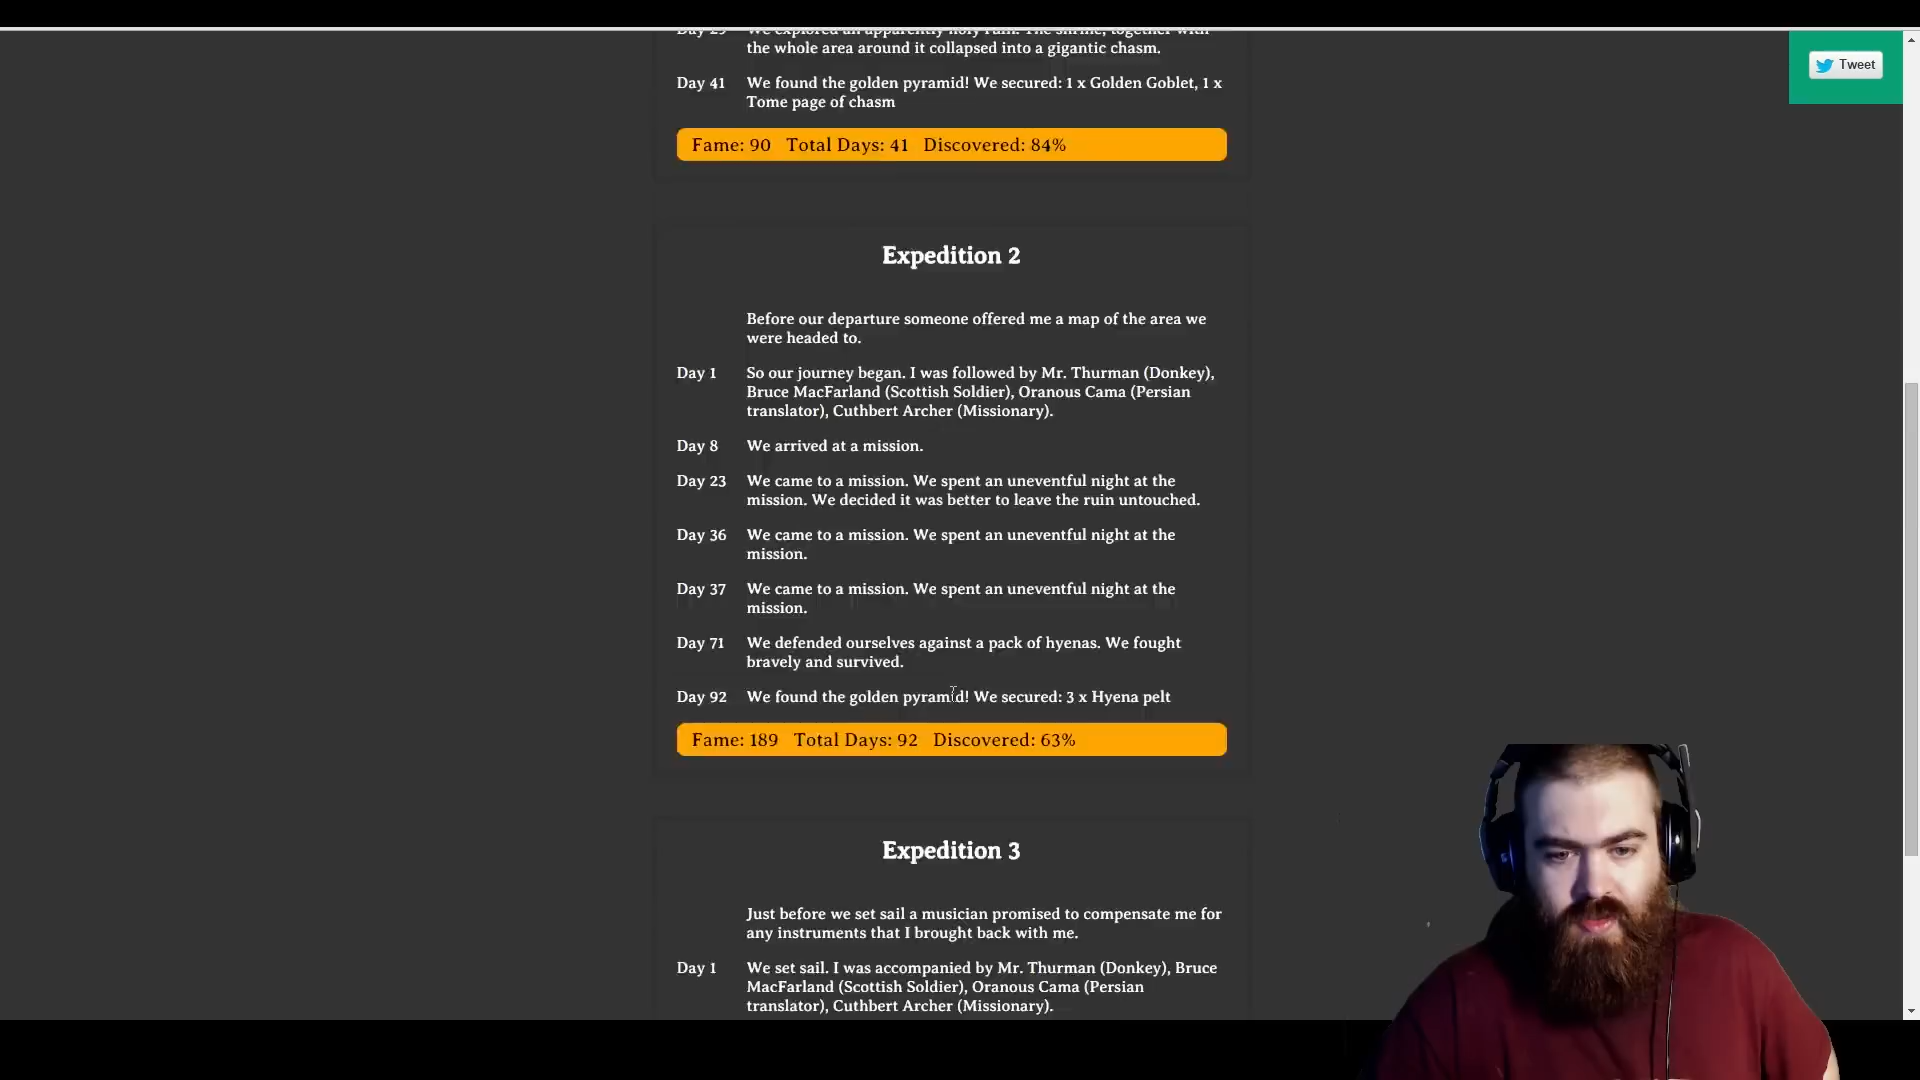 Day 29 We explored an apparently holy ruin. The shrine, together with
the whole area around it collapsed into a gigantic chasm.
Day 41 We found the golden pyramid! We secured: 1 x Golden Goblet, 1 x
Tome page of chasm
Fame: 90 Total Days: 41 Discovered: 84%
Tweet
Expedition 2
Before our departure someone offered me a map of the area we
were headed to.
Day 1 So our journey began. I was followed by Mr. Thurman (Donkey),
Bruce MacFarland (Scottish Soldier), Oranous Cama (Persian
translator), Cuthbert Archer (Missionary).
Day 8 We arrived at a mission.
Day 23 We came to a mission. We spent an uneventful night at the
mission. We decided it was better to leave the ruin untouched.
Day 36 We came to a mission. We spent an uneventful night at the
mission.
Day 37 We came to a mission. We spent an uneventful night at the
mission.
Day 71 We defended ourselves against a pack of hyenas. We fought
bravely and survived.
Day 92 We found the golden pyramid! We secured: 3 x Hyena pelt
Fame: 189 Total Days: 92 Discovered: 63%
Expedition 3
Just before we set sail a musician promised to compensate me for
any instruments that I brought back with me.
Day 1 We set sail. I was accompanied by Mr. Thurman (Donkey), Bruce
MacFarland (Scottish Soldier), Oranous Cama (Persian
translator), Cuthbert Archer (Missionary).